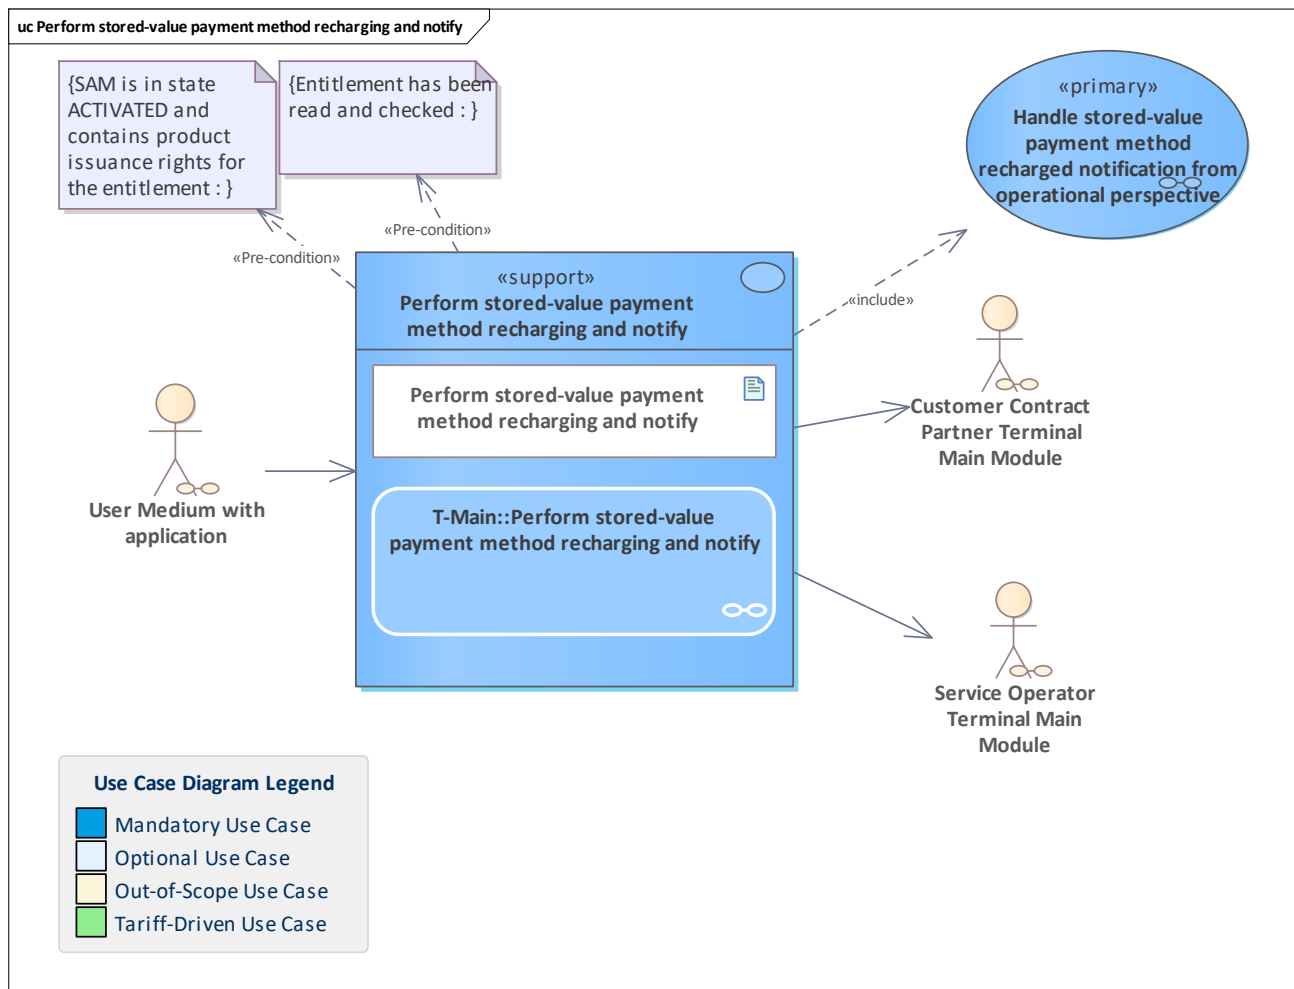 uc Perform stored-value payment method recharging and notify
{SAM is in state
ACTIVATED and
contains product
issuance rights for
the entitlement : }
{Entitlement has been
read and checked : }
«primary»
Handle stored-value
payment method
recharged notification from
operational perspective
«Pre-condition»
«Pre-condition»
«support»
Perform stored-value payment
method recharging and notify
«include»
Perform stored-value payment
method recharging and notify
Customer Contract
Partner Terminal
Main Module
User Medium with
application
T-Main::Perform stored-value
payment method recharging and notify
Service Operator
Terminal Main
Module
Use Case Diagram Legend
Mandatory Use Case
Optional Use Case
Out-of-Scope Use Case
Tariff-Driven Use Case